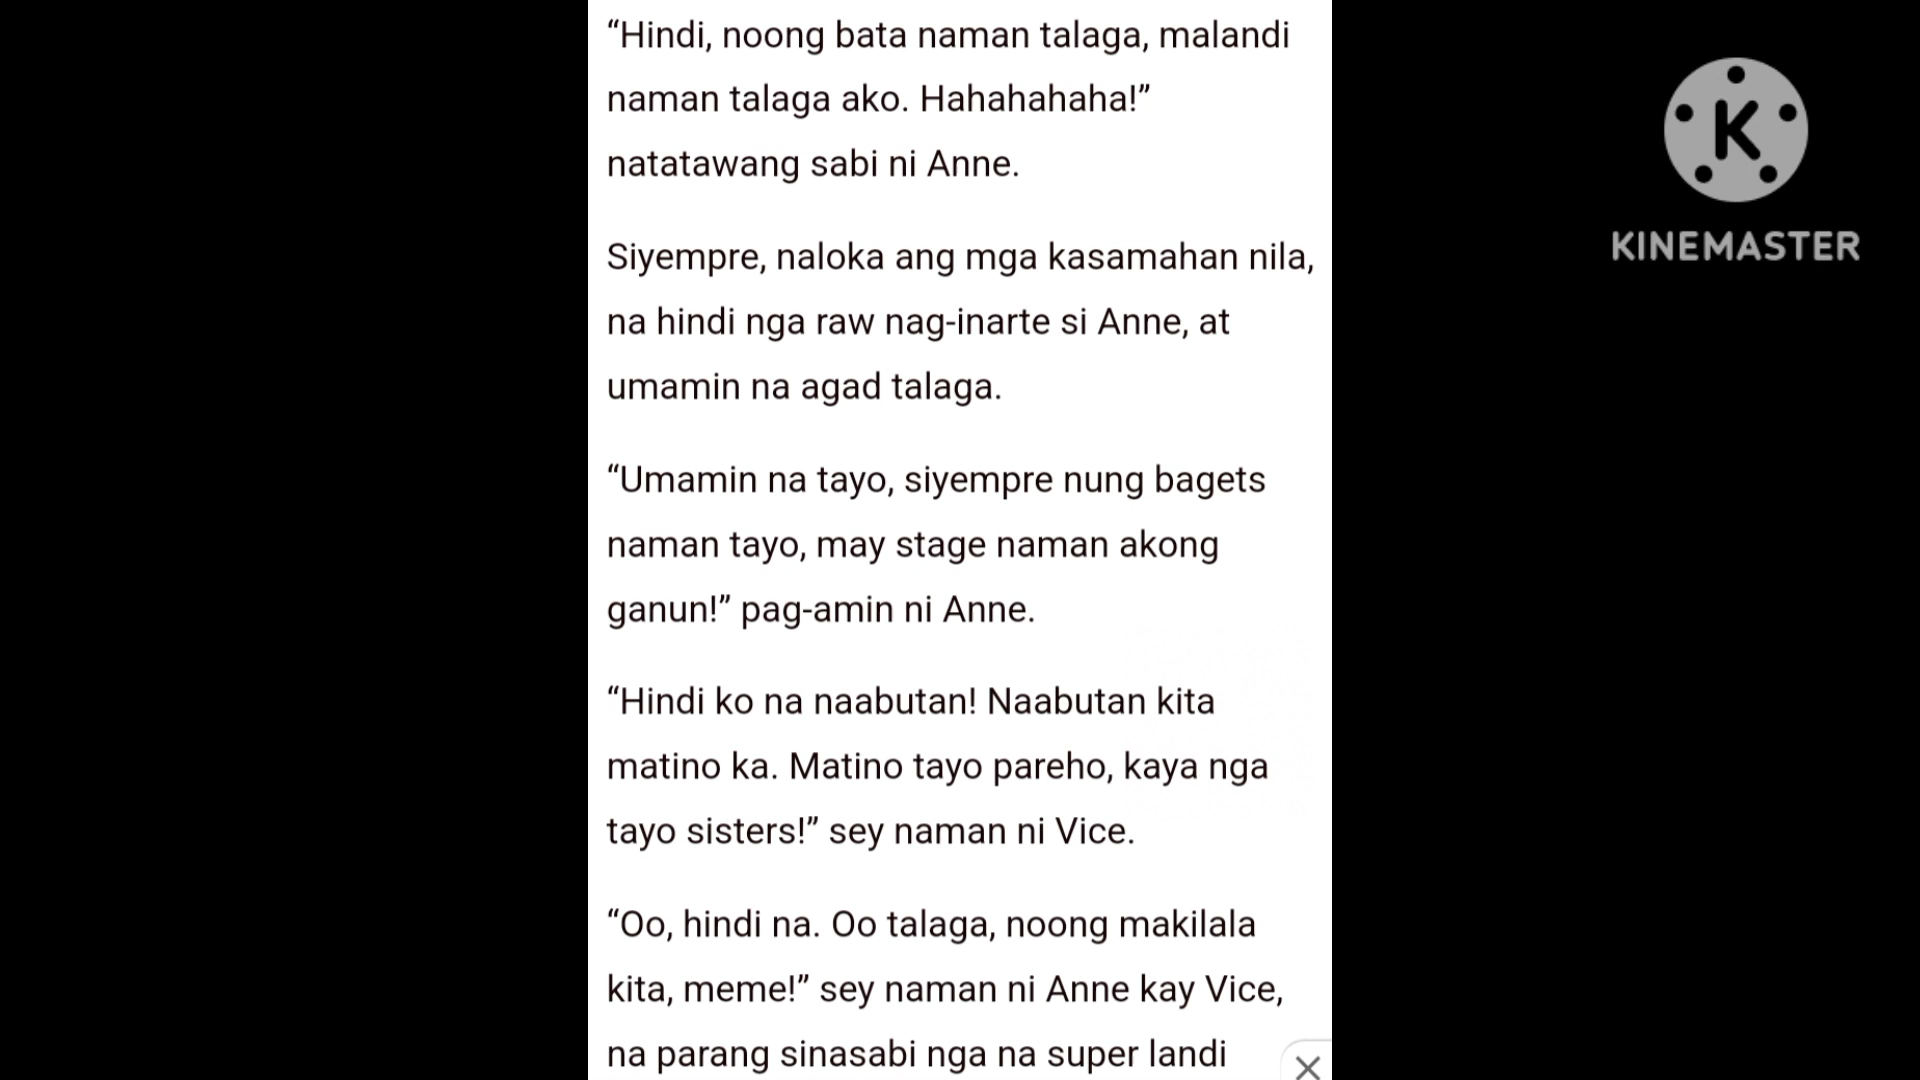 “Hindi, noong bata naman talaga, malandi
naman talaga ako. Hahahahaha!”
natatawang sabi ni Anne.
Siyempre, naloka ang mga kasamahan nila,
na hindi nga raw nag-inarte si Anne, at
umamin na agad talaga.
“Umamin na tayo, siyempre nung bagets
naman tayo, may stage naman akong
ganun!” pag-amin ni Anne.
“Hindi ko na naabutan! Naabutan kita
matino ka. Matino tayo pareho, kaya nga
tayo sisters!” sey naman ni Vice.
“Oo, hindi na. Oo talaga, noong makilala
kita, meme!” sey naman ni Anne kay Vice,
na parang sinasabi nga na super landi
K
KINEMASTER